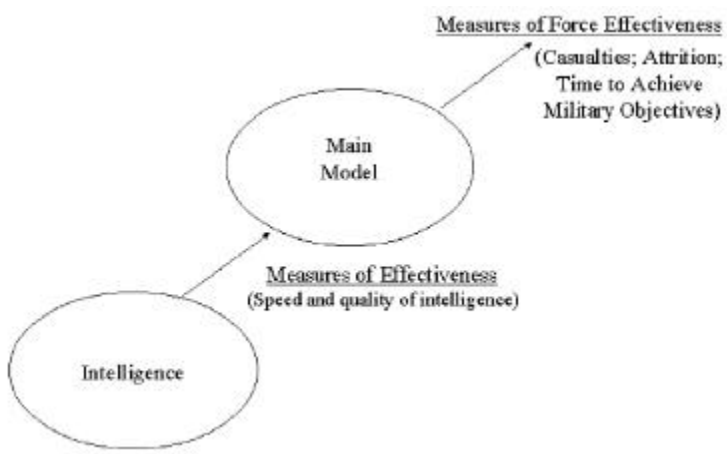 Measures of Force Effectiveness
(Casualties; Attrition;
Time to Achieve
Military Objectives)
Main
Model
Measures of Effectiveness
(Speed and quality of intelligence)
Intelligence